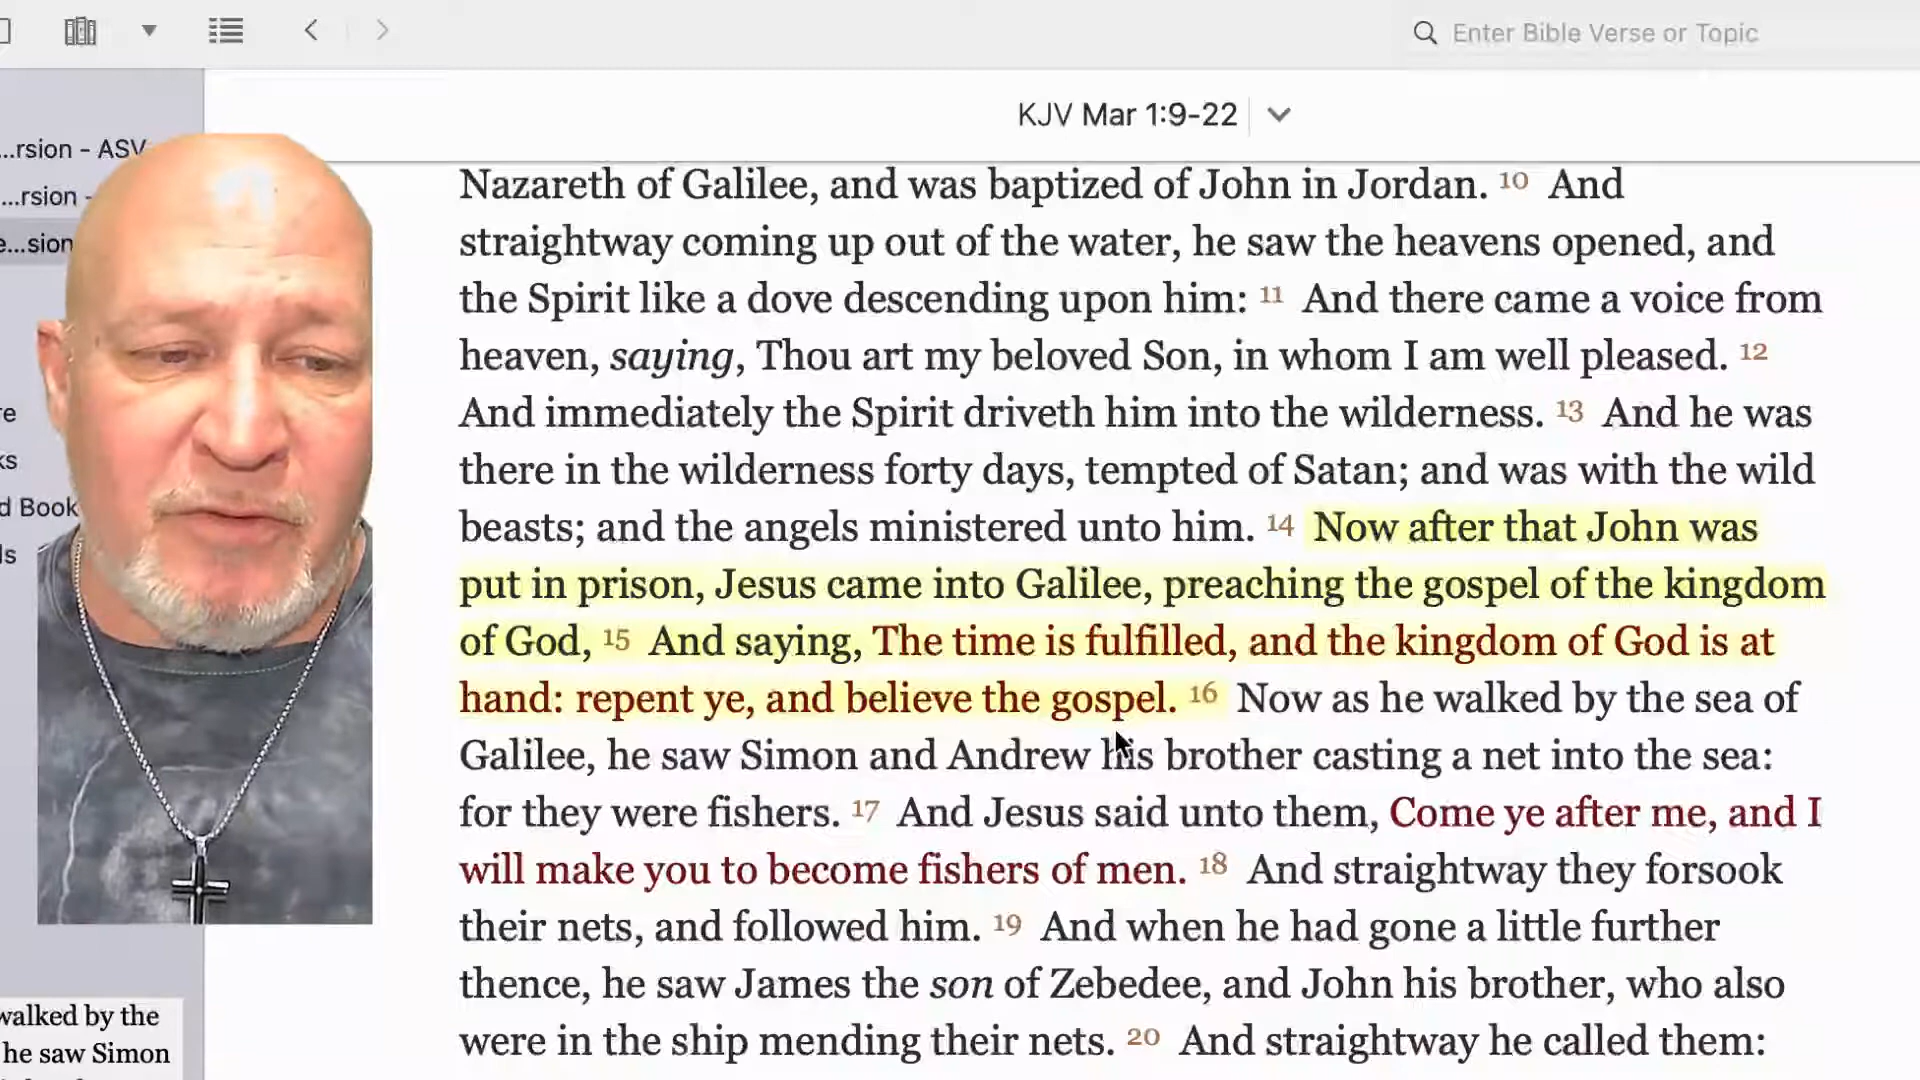 Enter Bible Verse or Topic
KJV Mar 1:9-22
...rsion - ASV
...rsion -
e...sion
re
ks
d Book
ls
Nazareth of Galilee, and was baptized of John in Jordan. 10 And
straightway coming up out of the water, he saw the heavens opened, and
the Spirit like a dove descending upon him: 11 And there came a voice from
heaven, saying, Thou art my beloved Son, in whom I am well pleased. 12
And immediately the Spirit driveth him into the wilderness. 13 And he was
there in the wilderness forty days, tempted of Satan; and was with the wild
beasts; and the angels ministered unto him. 14 Now after that John was
put in prison, Jesus came into Galilee, preaching the gospel of the kingdom
of God, 15 And saying, The time is fulfilled, and the kingdom of God is at
hand: repent ye, and believe the gospel. 16 Now as he walked by the sea of
Galilee, he saw Simon and Andrew his brother casting a net into the sea:
for they were fishers. 17 And Jesus said unto them, Come ye after me, and I
will make you to become fishers of men. 18 And straightway they forsook
their nets, and followed him. 19 And when he had gone a little further
thence, he saw James the son of Zebedee, and John his brother, who also
were in the ship mending their nets. 20 And straightway he called them:
walked by the
he saw Simon